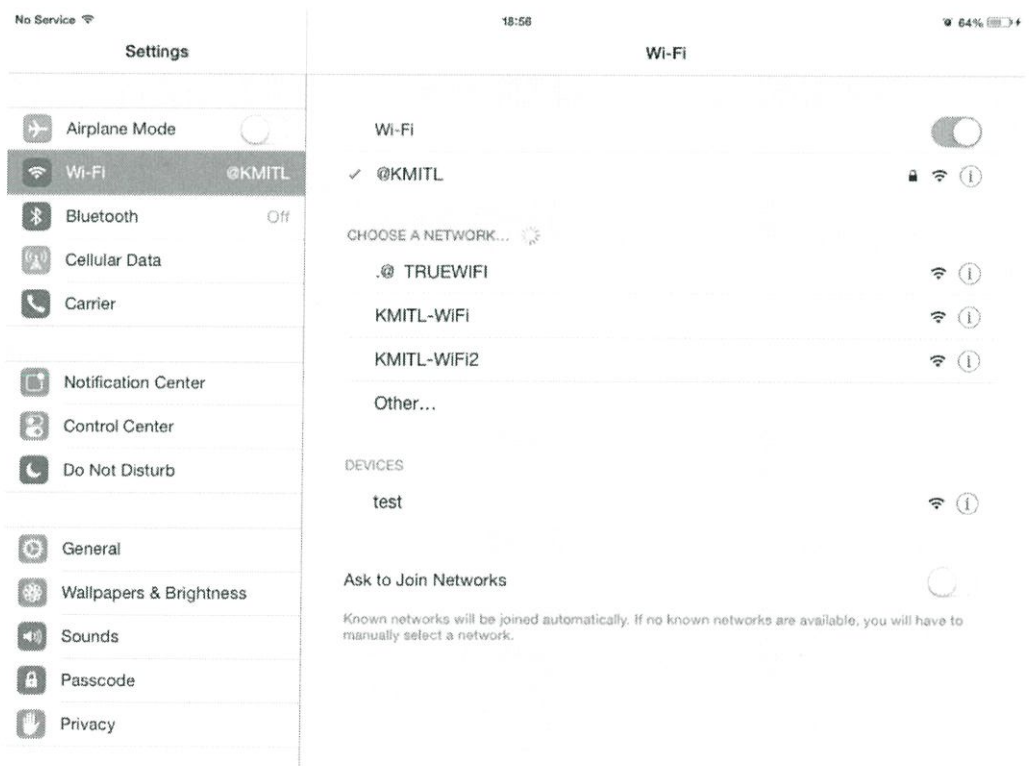 No Service
18:56
64%
Settings
Wi-Fi
Airplane Mode
Wi-Fi @KMITL
Bluetooth Off
Cellular Data
Carrier
Notification Center
Control Center
Do Not Disturb
General
Wallpapers & Brightness
Sounds
Passcode
Privacy
Wi-Fi
@KMITL
CHOOSE A NETWORK...
.@ TRUEWIFI
KMITL-WiFi
KMITL-WiFi2
Other...
DEVICES
test
Ask to Join Networks
Known networks will be joined automatically. If no known networks are available, you will have to
manually select a network.